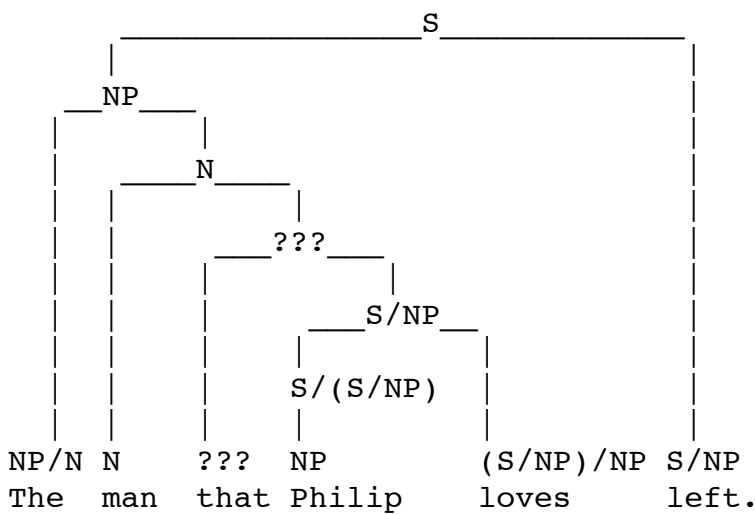 S
NP
N
???
S/NP
S/(S/NP)
NP/N N ??? NP (S/NP)/NP S/NP
The man that Philip loves left.